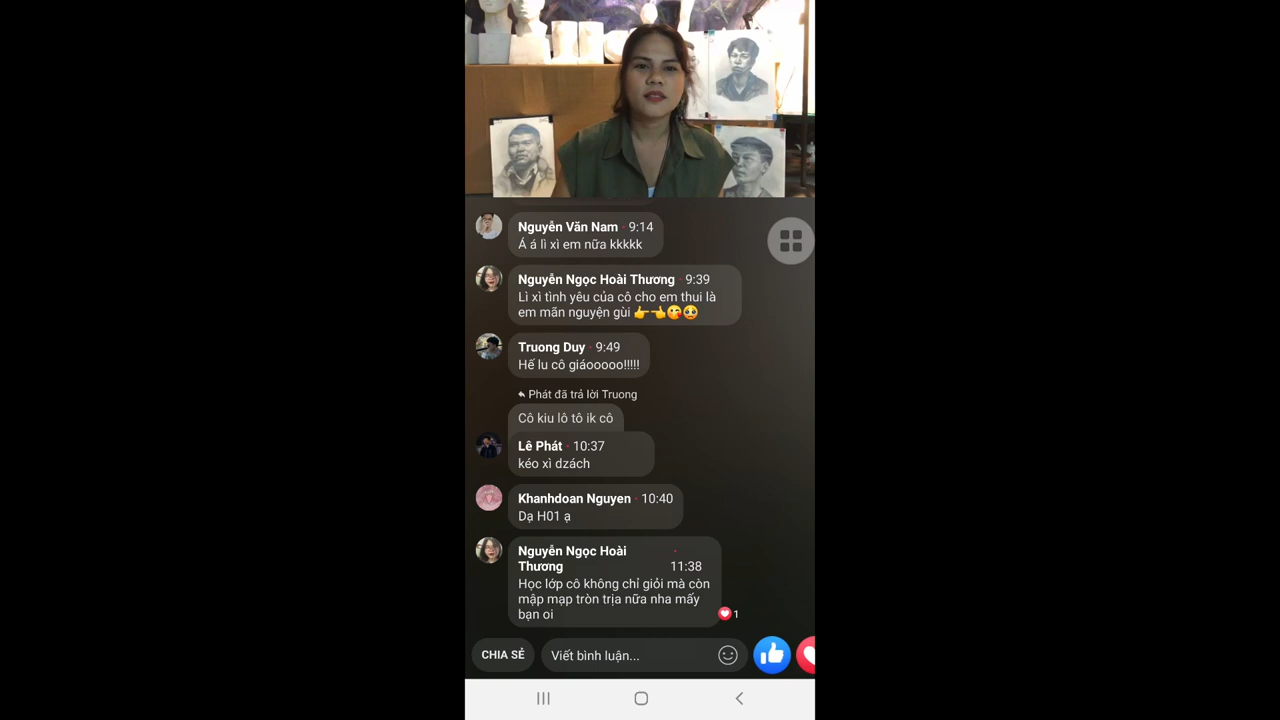 Nguyễn Văn Nam · 9:14
Á á lì xì em nữa kkkkk
Nguyễn Ngọc Hoài Thương · 9:39
Lì xì tình yêu của cô cho em thui là
em mãn nguyện gùi 👉👈😘🥺
Truong Duy · 9:49
Hế lu cô giáooooo!!!!!
Phát đã trả lời Truong
Cô kiu lô tô ik cô
Lê Phát · 10:37
kéo xì dzách
Khanhdoan Nguyen · 10:40
Dạ H01 ạ
Nguyễn Ngọc Hoài ·
Thương 11:38
Học lớp cô không chỉ giỏi mà còn
mập mạp tròn trịa nữa nha mấy
bạn oi
1
CHIA SẺ
Viết bình luận...